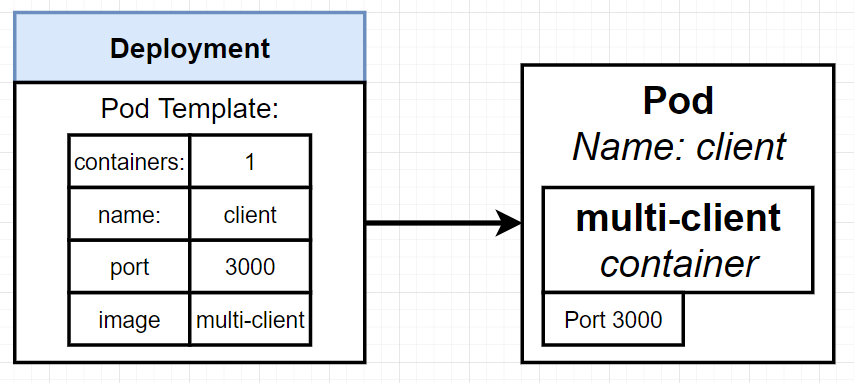 Deployment
Pod Template:
containers: 1
name: client
port 3000
image multi-client
Pod
Name: client
multi-client
container
Port 3000